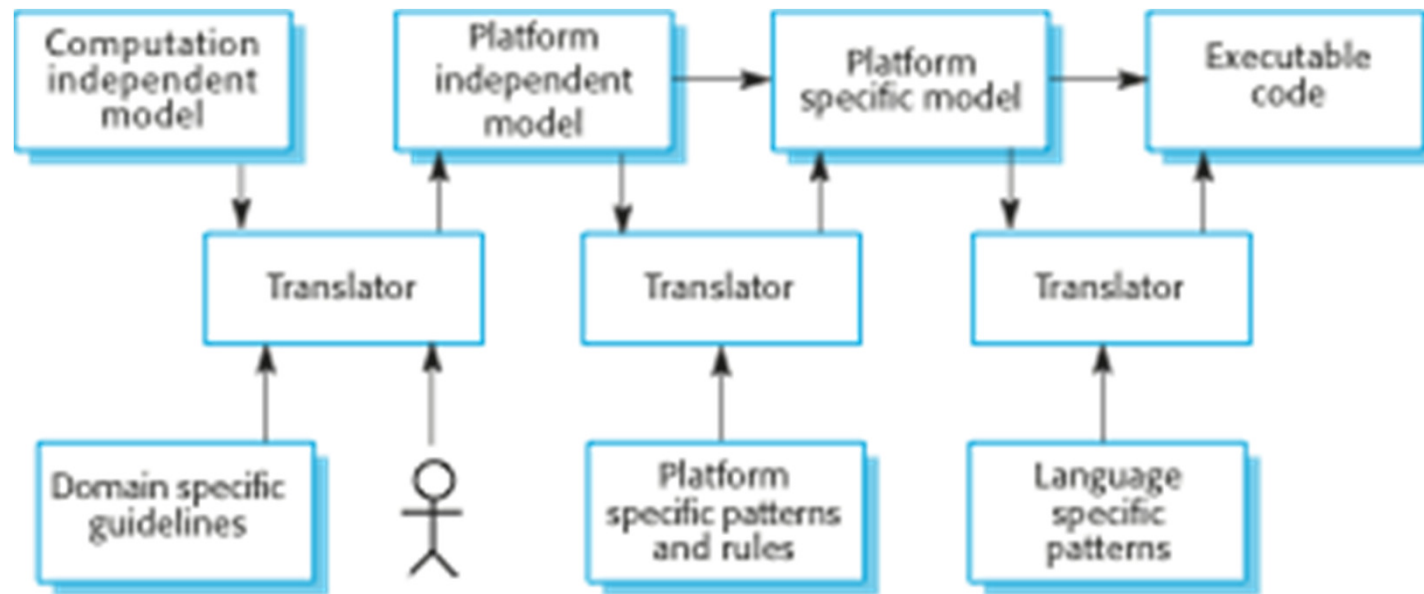 Computation
independent
model
Platform
independent
model
Platform
specific model
Executable
code
Translator
Translator
Translator
Domain specific
guidelines
Platform
specific patterns
and rules
Language
specific
patterns